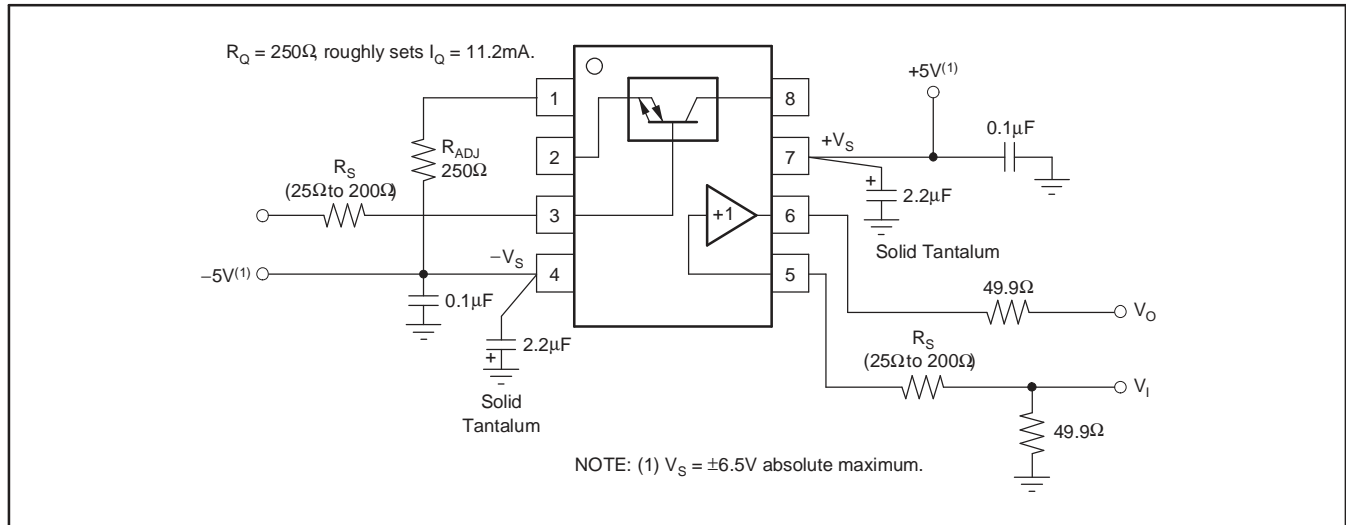 R_Q = 250Ω, roughly sets I_Q = 11.2mA.
+5V(1)
1
8
0.1µF
R_ADJ
250Ω
2
+V_S
7
R_S
(25Ω to 200Ω)
+
2.2µF
3
+1
6
Solid Tantalum
–5V(1)
–V_S
4
5
0.1µF
49.9Ω
V_O
2.2µF
+
R_S
(25Ω to 200Ω)
Solid
Tantalum
V_I
49.9Ω
NOTE: (1) V_S = ±6.5V absolute maximum.